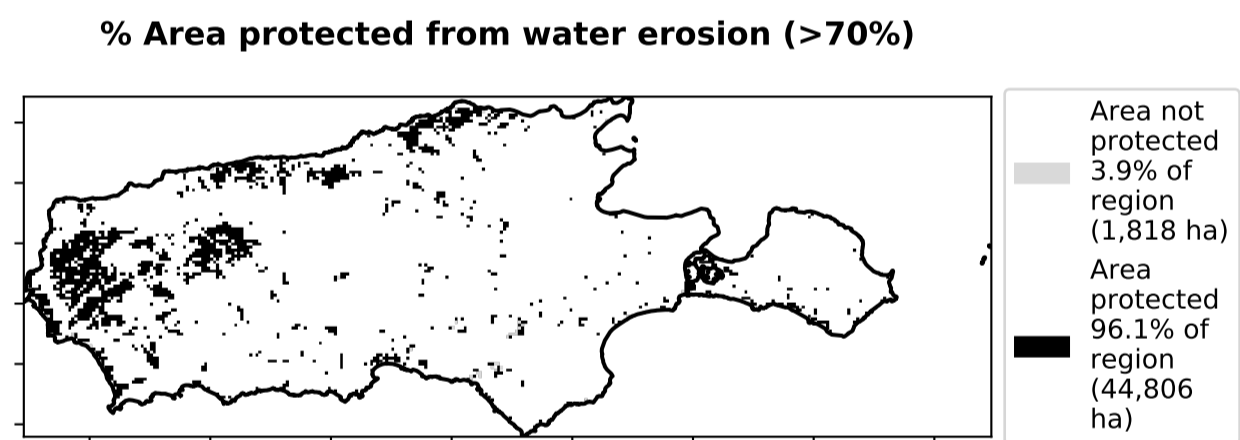 % Area protected from water erosion (>70%)
Area not
protected
3.9% of
region
(1,818 ha)
Area
protected
96.1% of
region
(44,806
ha)